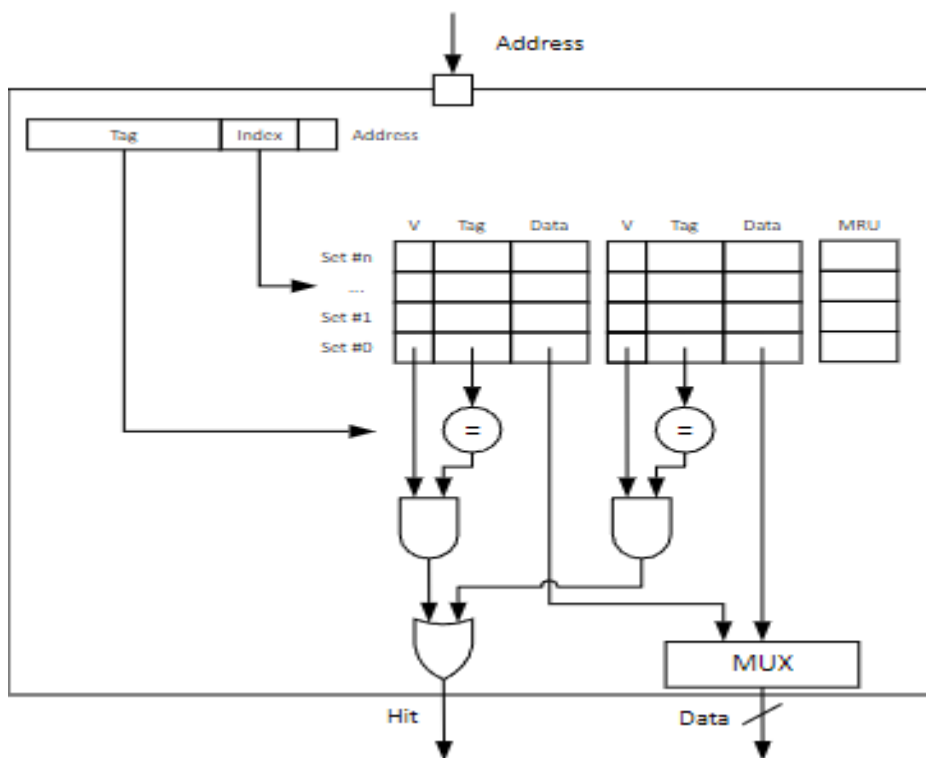 Address
Tag Index Address
V Tag Data V Tag Data MRU
Set #n
...
Set #1
Set #0
= =
MUX
Hit Data